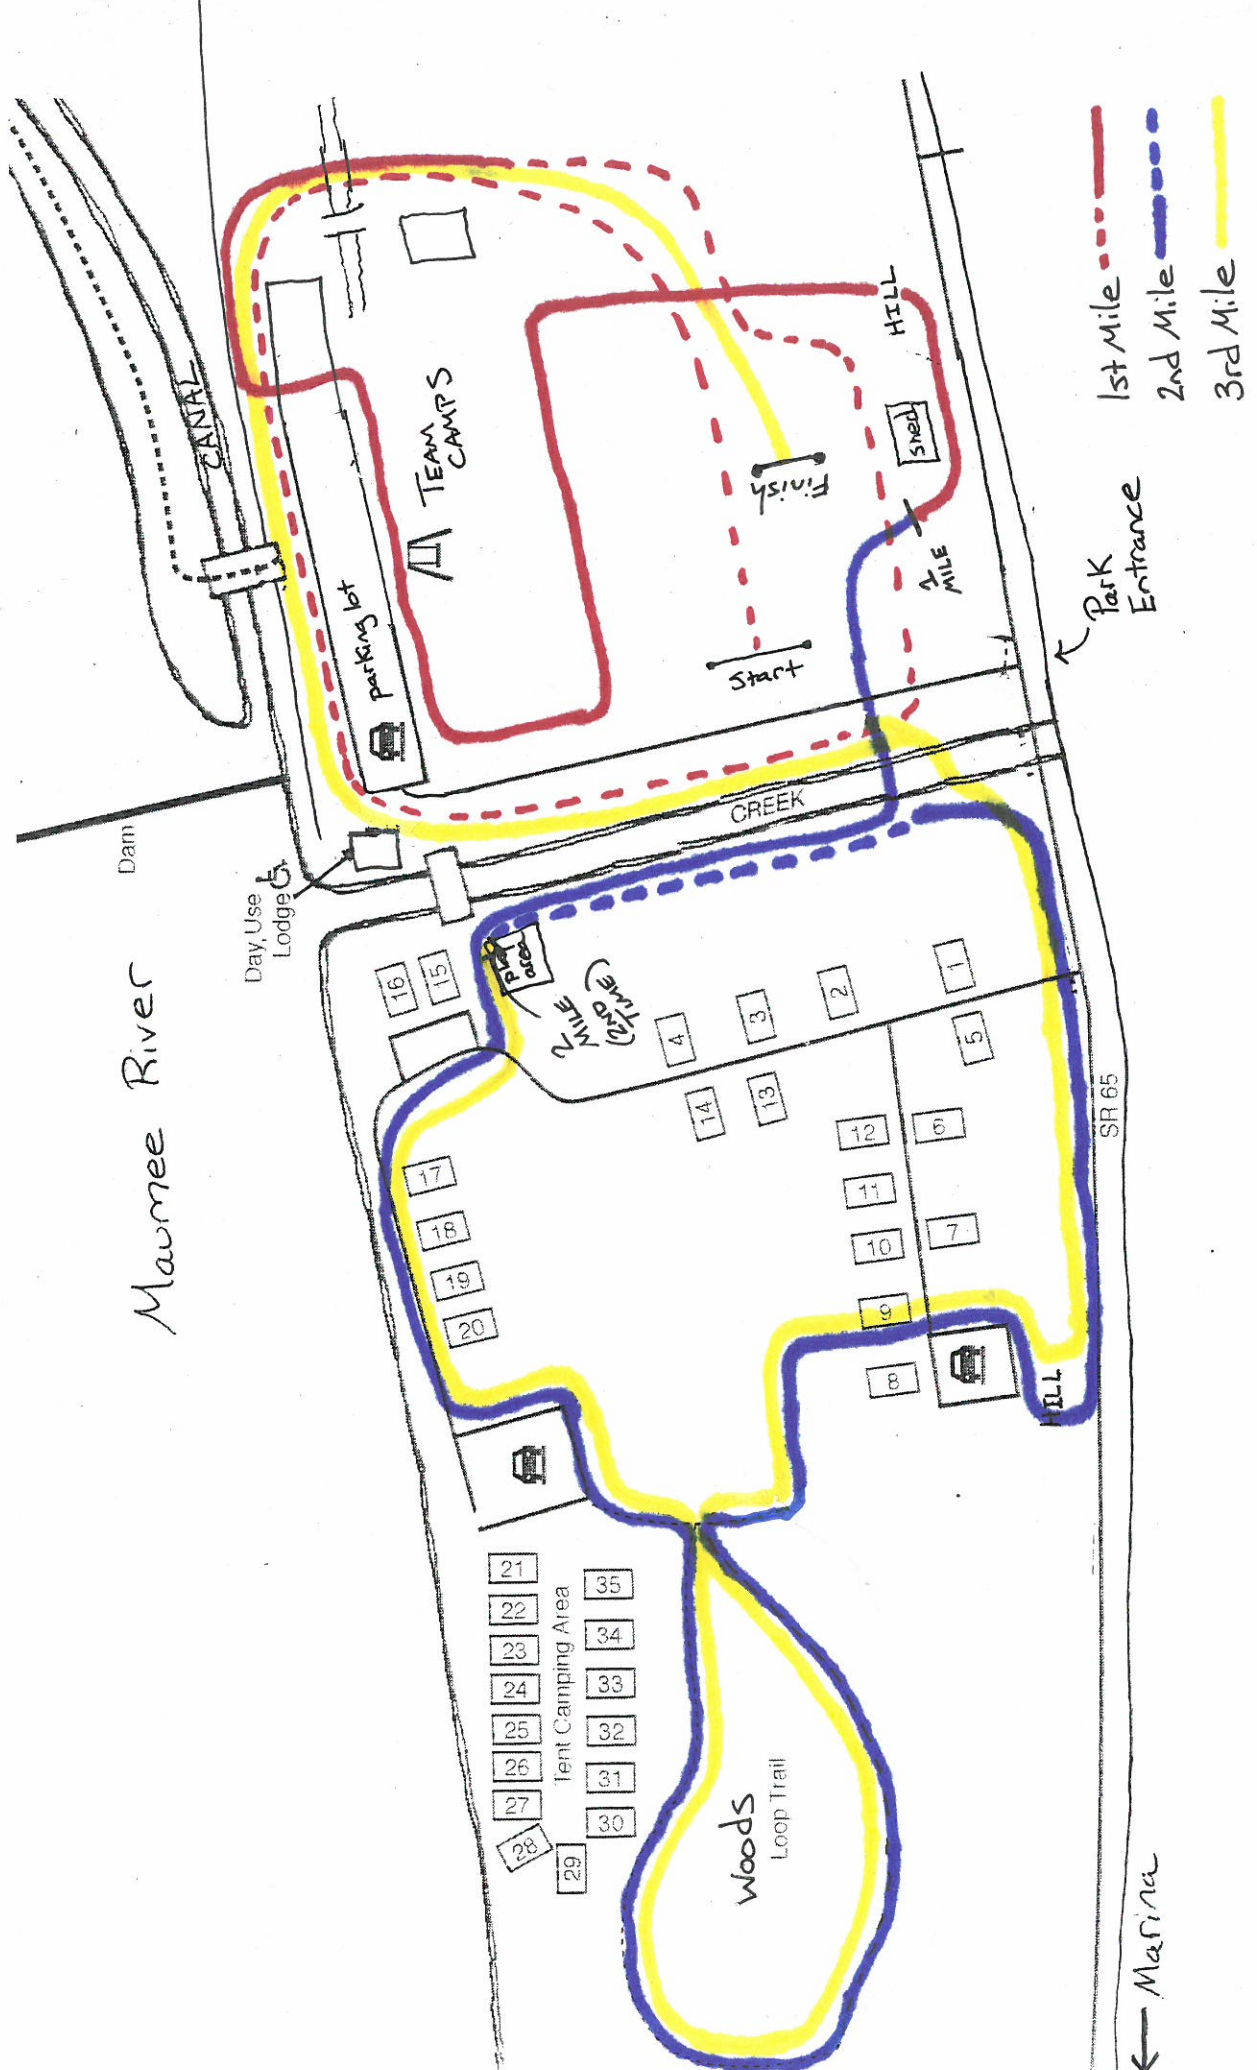 Maumee River
Dam
CANAL
Day Use
Lodge
parking lot
TEAM
CAMPS
Start
Finish
HILL
shed
1
MILE
Park
Entrance
CREEK
play
area
2
MILE
(2ND
TIME)
16
15
1
2
3
4
5
6
7
8
9
10
11
12
13
14
17
18
19
20
HILL
SR 65
21
22
23
24
25
26
27
28
29
30
31
32
33
34
35
Tent Camping Area
Woods
Loop Trail
← Marina
1st Mile
2nd Mile
3rd Mile